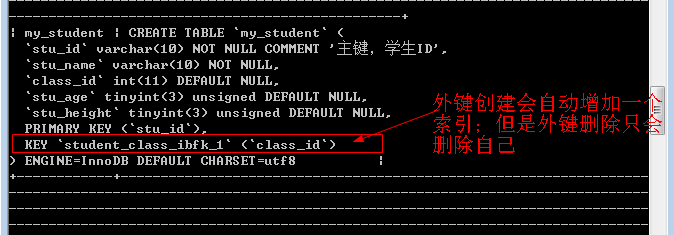 | my_student | CREATE TABLE `my_student` (
`stu_id` varchar(10) NOT NULL COMMENT '主键，学生ID',
`stu_name` varchar(10) NOT NULL,
`class_id` int(11) DEFAULT NULL,
`stu_age` tinyint(3) unsigned DEFAULT NULL,
`stu_height` tinyint(3) unsigned DEFAULT NULL,
PRIMARY KEY (`stu_id`),
KEY `student_class_ibfk_1` (`class_id`)
) ENGINE=InnoDB DEFAULT CHARSET=utf8 |
外键创建会自动增加一个
索引；但是外键删除只会
删除自己